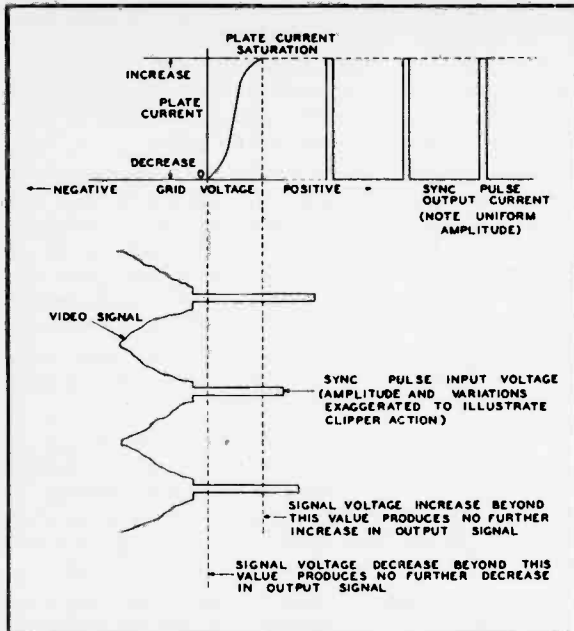 PLATE CURRENT
SATURATION
INCREASE
PLATE
CURRENT
DECREASE
O
NEGATIVE GRID VOLTAGE POSITIVE
SYNC PULSE
OUTPUT CURRENT
(NOTE UNIFORM
AMPLITUDE)
VIDEO SIGNAL
SYNC PULSE INPUT VOLTAGE
(AMPLITUDE AND VARIATIONS
EXAGGERATED TO ILLUSTRATE
CLIPPER ACTION)
SIGNAL VOLTAGE INCREASE BEYOND
THIS VALUE PRODUCES NO FURTHER
INCREASE IN OUTPUT SIGNAL
SIGNAL VOLTAGE DECREASE BEYOND THIS
VALUE PRODUCES NO FURTHER DECREASE
IN OUTPUT SIGNAL